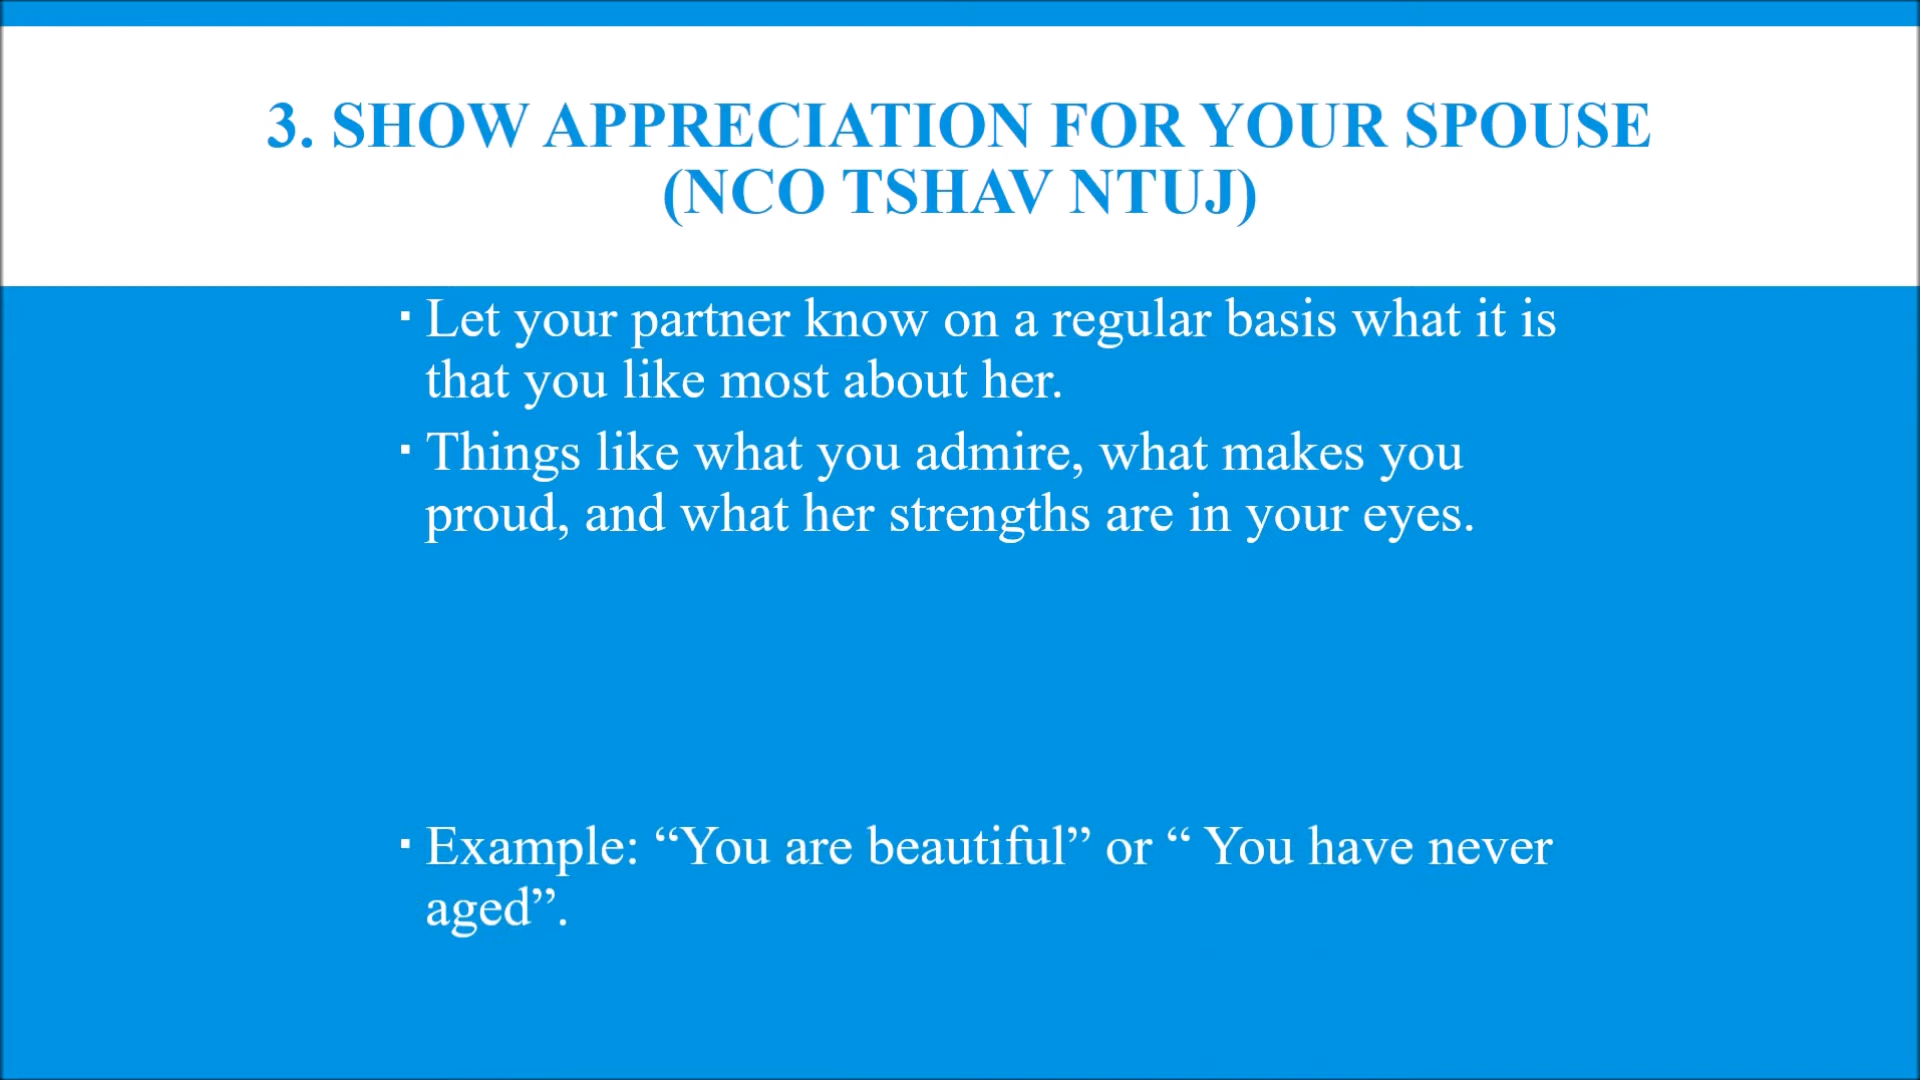 3. SHOW APPRECIATION FOR YOUR SPOUSE
(NCO TSHAV NTUJ)
▪ Let your partner know on a regular basis what it is
that you like most about her.
▪ Things like what you admire, what makes you
proud, and what her strengths are in your eyes.
▪ Example: “You are beautiful” or “ You have never
aged”.